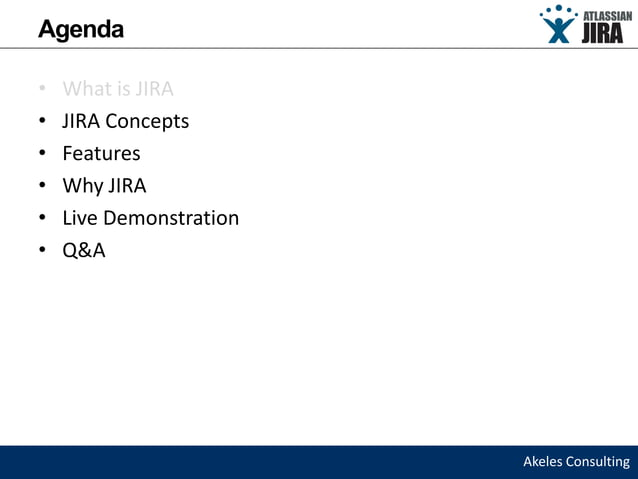 Agenda
ATLASSIAN
JIRA
• What is JIRA
• JIRA Concepts
• Features
• Why JIRA
• Live Demonstration
• Q&A
Akeles Consulting